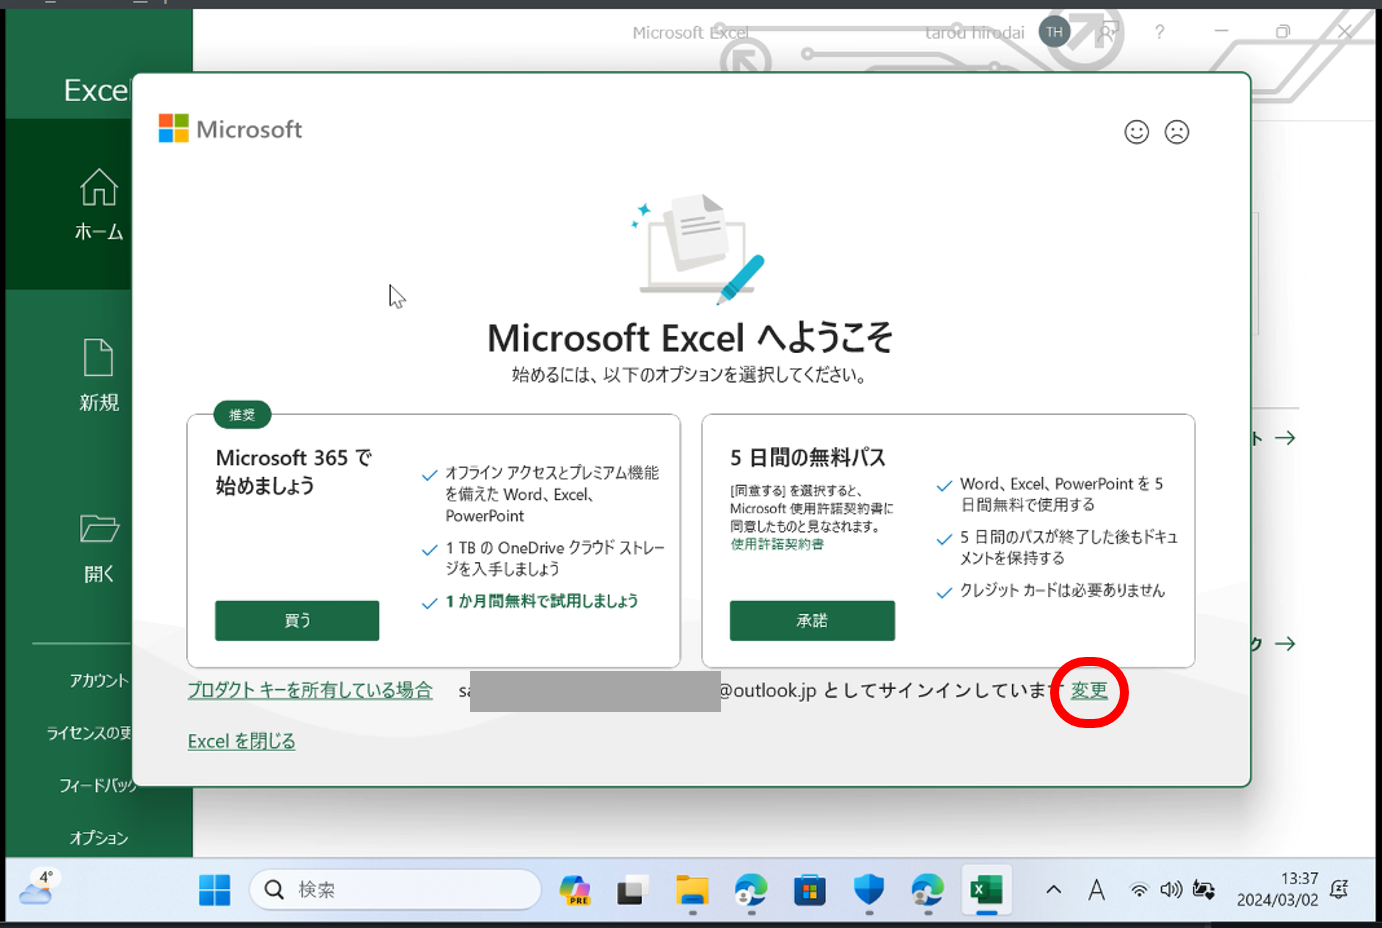 Microsoft Excel
tarou hirodai
TH
?
Exce
Microsoft
ホーム
新規
開く
アカウント
ライセンスの更
フィードバック
オプション
Microsoft Excel へようこそ
始めるには、以下のオプションを選択してください。
推奨
Microsoft 365 で
始めましょう
オフライン アクセスとプレミアム機能
を備えた Word、Excel、
PowerPoint
1 TB の OneDrive クラウド ストレー
ジを入手しましょう
1 か月間無料で試用しましょう
買う
5 日間の無料パス
[同意する] を選択すると、
Microsoft 使用許諾契約書に
同意したものと見なされます。
使用許諾契約書
Word、Excel、PowerPoint を 5
日間無料で使用する
5 日間のパスが終了した後もドキュ
メントを保持する
クレジット カードは必要ありません
承諾
ト
ク
プロダクト キーを所有している場合
sa
@outlook.jp としてサインインしています
変更
Excel を閉じる
4°
検索
PRE
A
13:37
2024/03/02